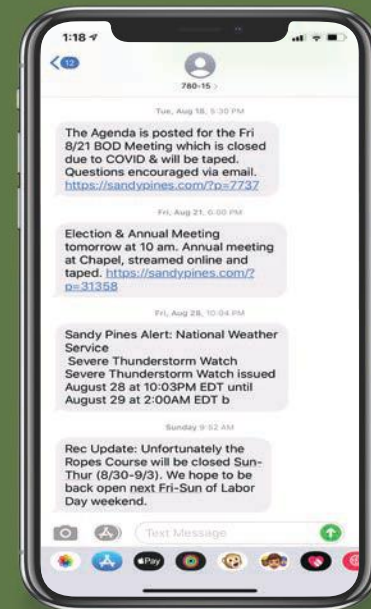 1:18
12
780-15 >
Tue, Aug 18, 5:30 PM
The Agenda is posted for the Fri
8/21 BOD Meeting which is closed
due to COVID & will be taped.
Questions encouraged via email.
https://sandypines.com/?p=7737
Fri, Aug 21, 6:00 PM
Election & Annual Meeting
tomorrow at 10 am. Annual meeting
at Chapel, streamed online and
taped. https://sandypines.com/?
p=31358
Fri, Aug 28, 10:04 PM
Sandy Pines Alert: National Weather
Service
Severe Thunderstorm Watch
Severe Thunderstorm Watch issued
August 28 at 10:03PM EDT until
August 29 at 2:00AM EDT b
Sunday 9:52 AM
Rec Update: Unfortunately the
Ropes Course will be closed Sun-
Thur (8/30-9/3). We hope to be
back open next Fri-Sun of Labor
Day weekend.
Text Message
Pay